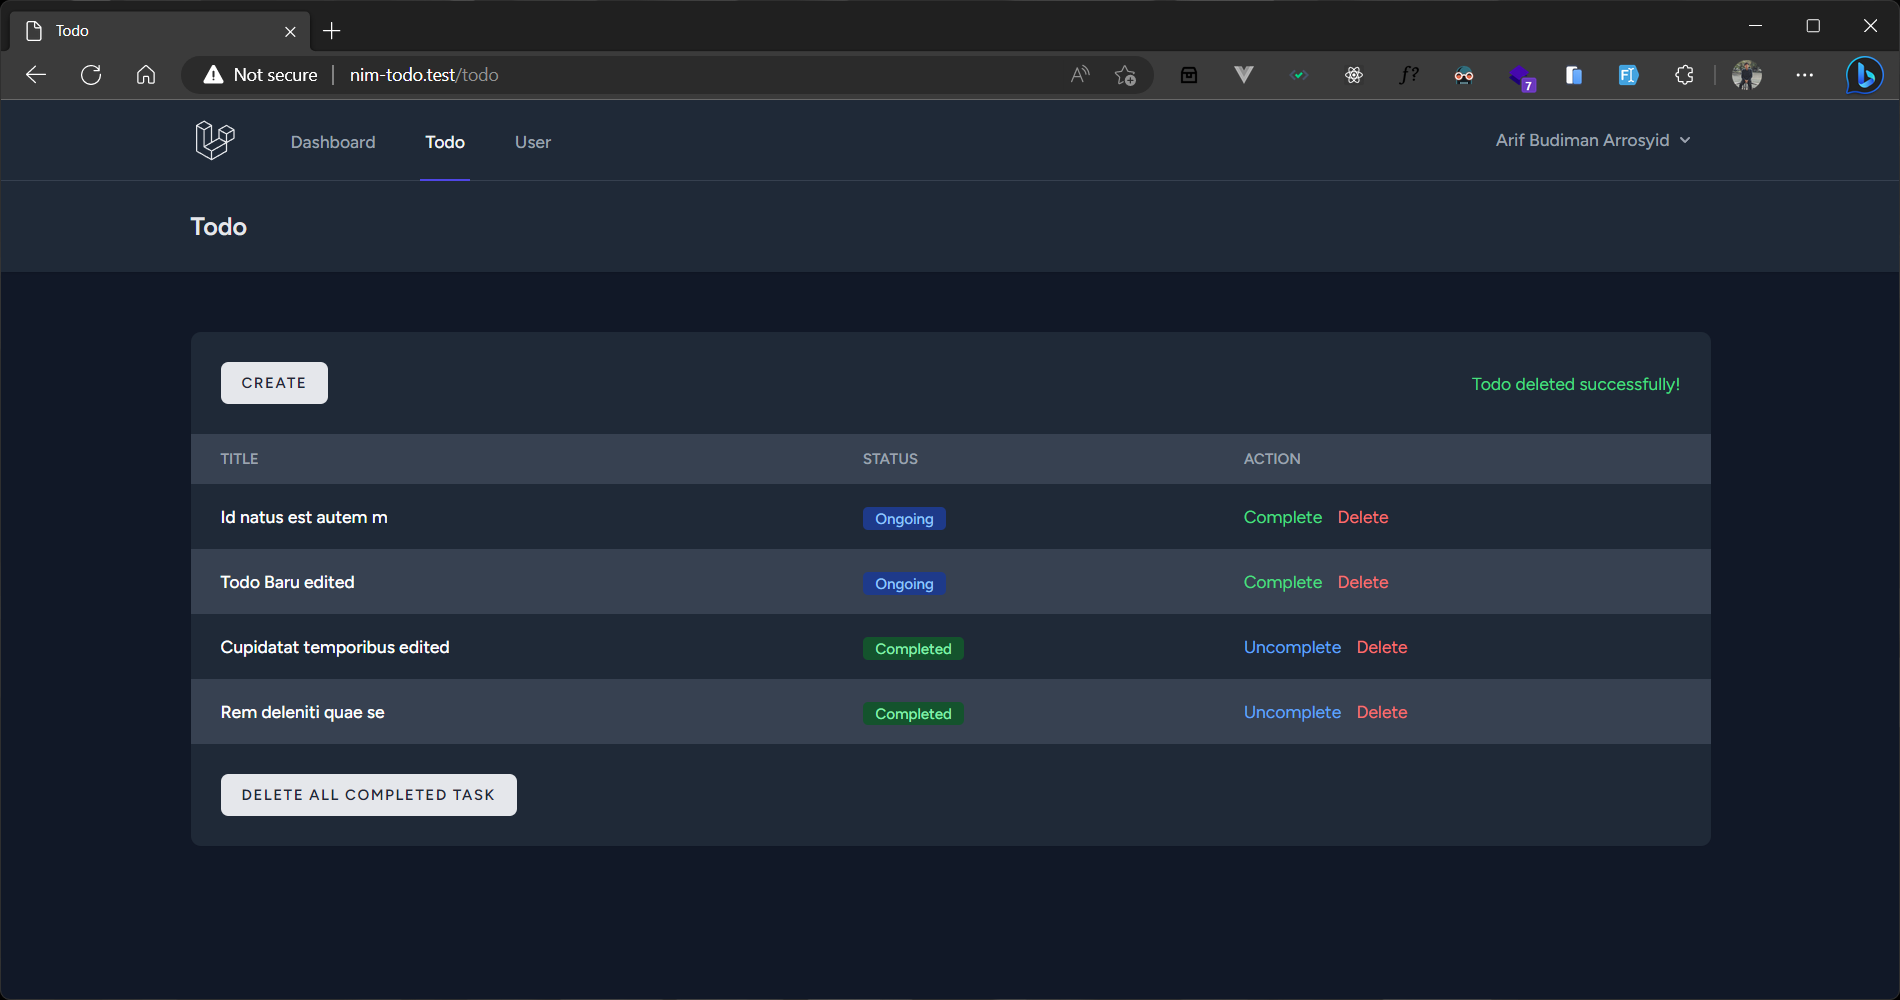 Todo
Not secure nim-todo.test/todo
f?
7
FI
Dashboard Todo User Arif Budiman Arrosyid
Todo
CREATE Todo deleted successfully!
TITLE STATUS ACTION
Id natus est autem m Ongoing Complete Delete
Todo Baru edited Ongoing Complete Delete
Cupidatat temporibus edited Completed Uncomplete Delete
Rem deleniti quae se Completed Uncomplete Delete
DELETE ALL COMPLETED TASK